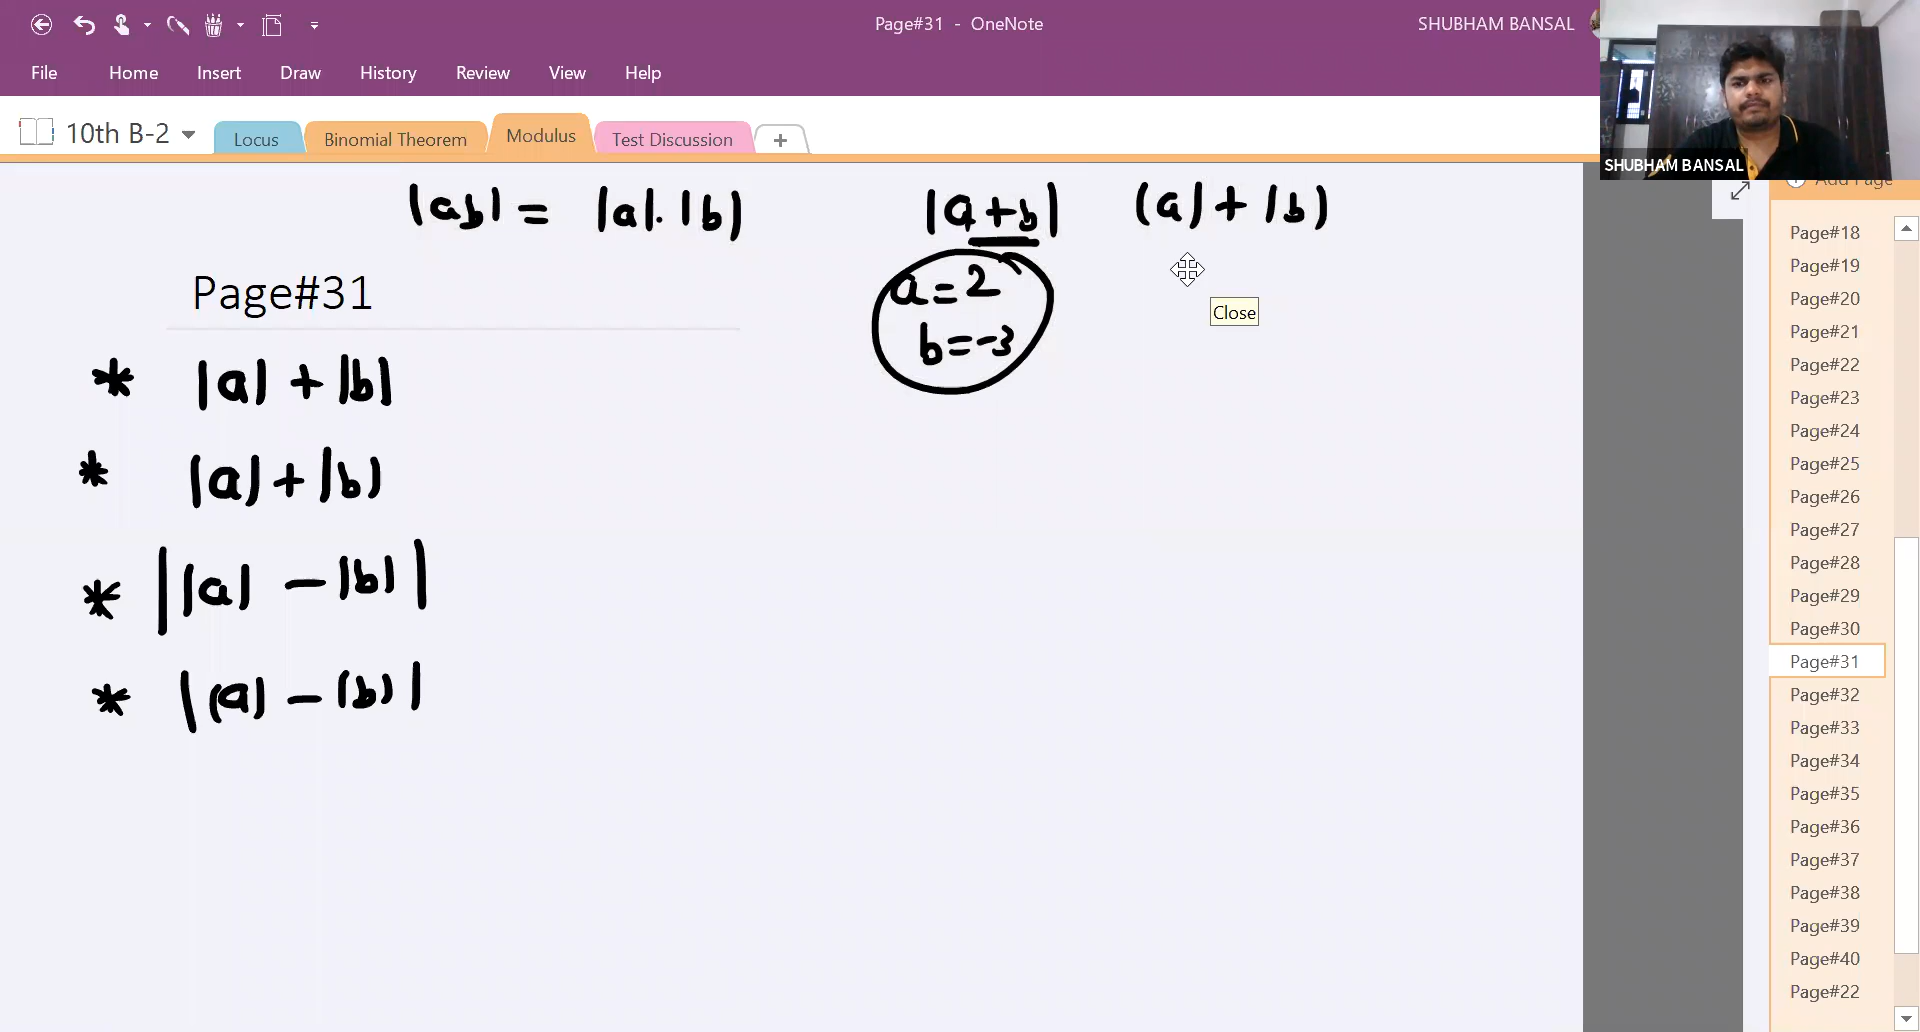 Page#31 - OneNote
SHUBHAM BANSAL
File Home Insert Draw History Review View Help
SHUBHAM BANSAL
10th B-2
Locus
Binomial Theorem
Modulus
Test Discussion
+
Add Page
|ab| = |a|.|b|
|a+b| |a|+|b|
a=2
b=-3
Close
Page#31
* |a| + |b|
* |a|+|b|
* ||a| - |b||
* ||a| - |b||
Page#18
Page#19
Page#20
Page#21
Page#22
Page#23
Page#24
Page#25
Page#26
Page#27
Page#28
Page#29
Page#30
Page#31
Page#32
Page#33
Page#34
Page#35
Page#36
Page#37
Page#38
Page#39
Page#40
Page#22